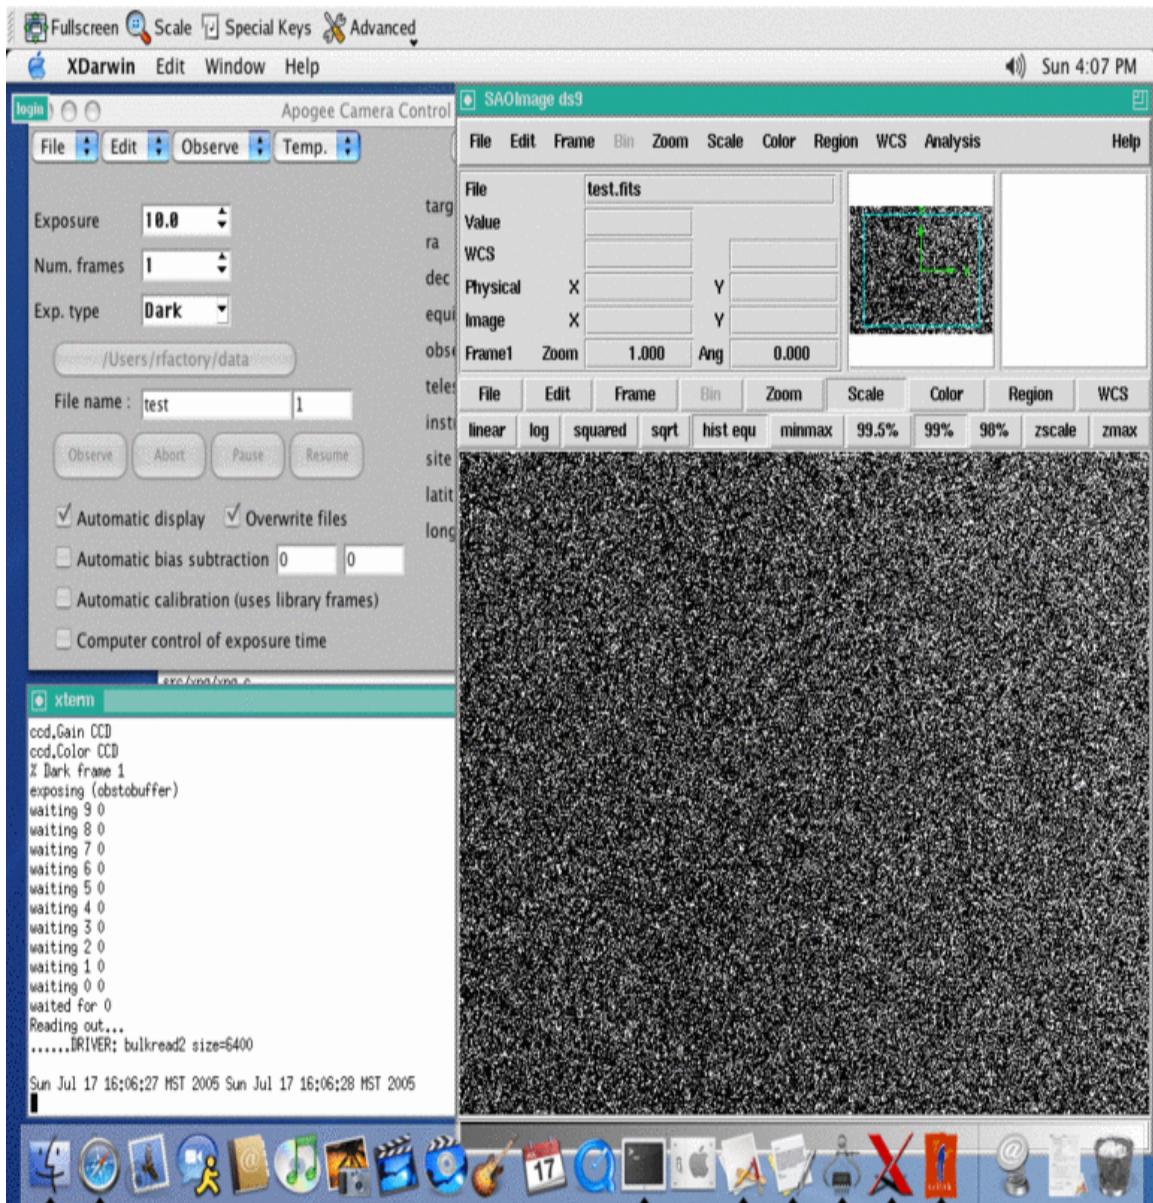 Fullscreen Scale Special Keys Advanced
XDarwin Edit Window Help Sun 4:07 PM
login
Apogee Camera Control
File Edit Observe Temp.
Exposure 10.0
Num. frames 1
Exp. type Dark
/Users/rfactory/data
File name : test 1
Observe Abort Pause Resume
Automatic display Overwrite files
Automatic bias subtraction 0 0
Automatic calibration (uses library frames)
Computer control of exposure time
targ
ra
dec
equi
obse
teles
insti
site
latit
long
src/xpa/xpa.c
xterm
ccd.Gain CCD
ccd.Color CCD
% Dark frame 1
exposing (obstobuffer)
waiting 9 0
waiting 8 0
waiting 7 0
waiting 6 0
waiting 5 0
waiting 4 0
waiting 3 0
waiting 2 0
waiting 1 0
waiting 0 0
waited for 0
Reading out...
......DRIVER: bulkread2 size=6400
Sun Jul 17 16:06:27 MST 2005 Sun Jul 17 16:06:28 MST 2005
SAOImage ds9
File Edit Frame Bin Zoom Scale Color Region WCS Analysis Help
File test.fits
Value
WCS
Physical X Y
Image X Y
Frame1 Zoom 1.000 Ang 0.000
File Edit Frame Bin Zoom Scale Color Region WCS
linear log squared sqrt hist equ minmax 99.5% 99% 98% zscale zmax
17